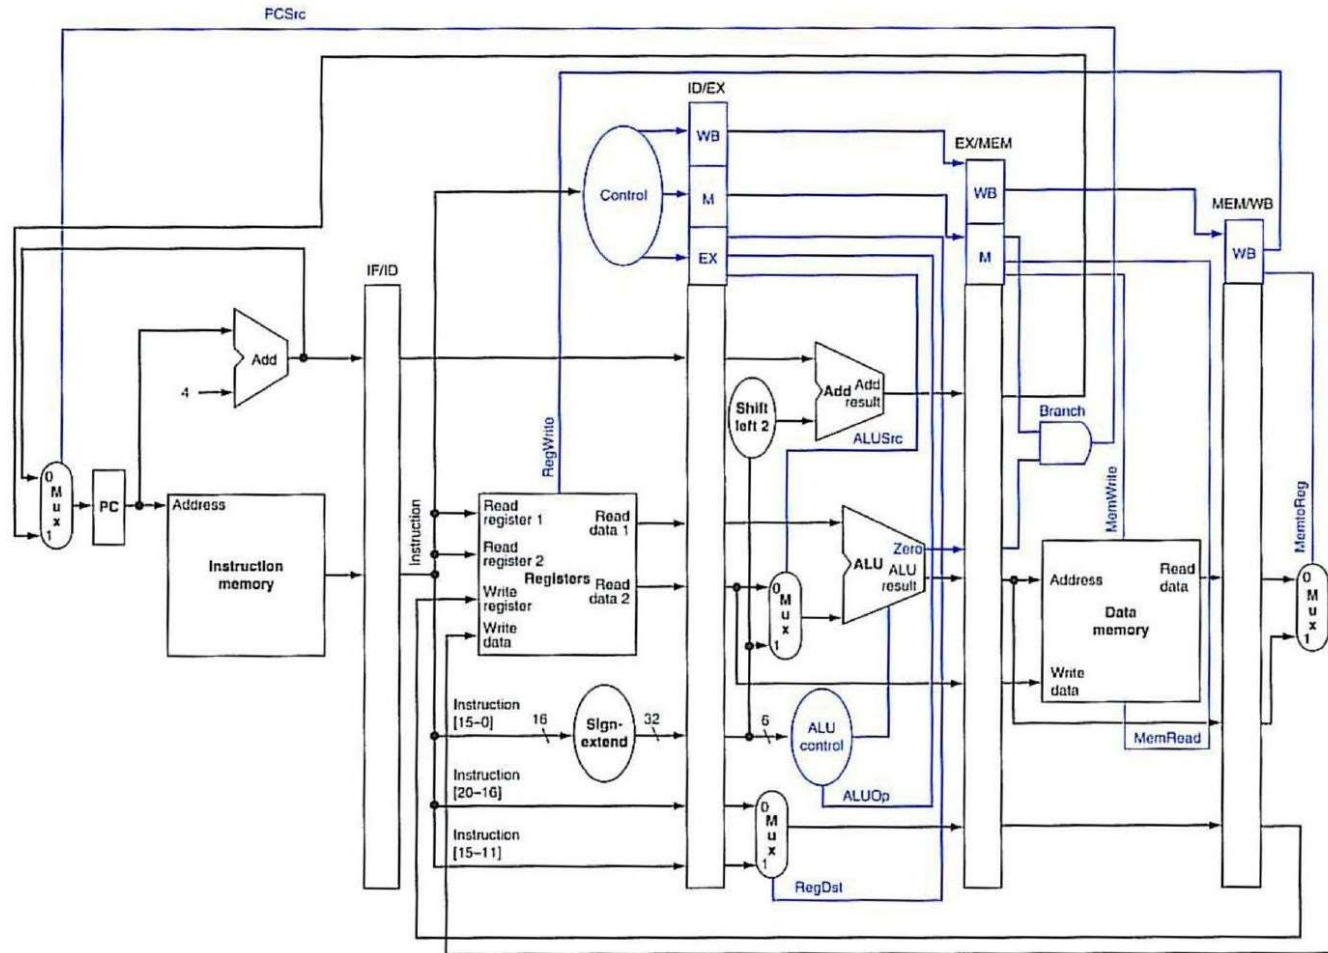 PCSrc
ID/EX
WB
EX/MEM
Control
M
WB
MEM/WB
EX
M
WB
IF/ID
Add
4
Shift
left 2
Add
Add
result
Branch
ALUSrc
RegWrite
MemWrite
MemtoReg
0
M
u
x
1
PC
Address
Instruction
memory
Instruction
Read
register 1
Read
register 2
Write
register
Write
data
Registers
Read
data 1
Read
data 2
0
M
u
x
1
Zero
ALU
ALU
result
Address
Read
data
Data
memory
Write
data
MemRead
0
M
u
x
1
Instruction
[15–0]
16
Sign-
extend
32
6
ALU
control
ALUOp
Instruction
[20–16]
Instruction
[15–11]
0
M
u
x
1
RegDst